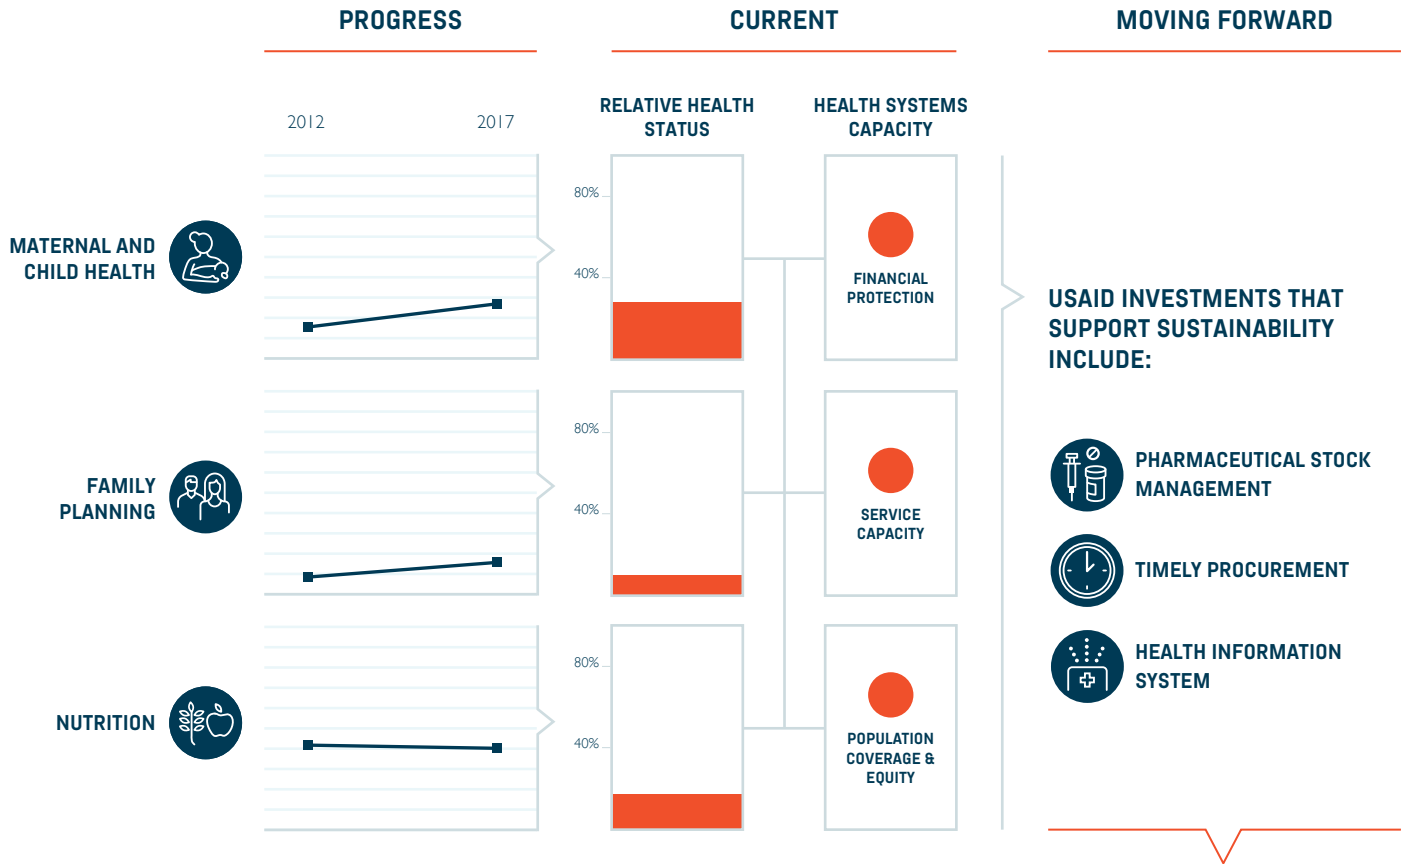 PROGRESS
CURRENT
MOVING FORWARD
2012
2017
RELATIVE HEALTH
STATUS
HEALTH SYSTEMS
CAPACITY
MATERNAL AND
CHILD HEALTH
80%
40%
FINANCIAL
PROTECTION
FAMILY
PLANNING
80%
40%
SERVICE
CAPACITY
NUTRITION
80%
40%
POPULATION
COVERAGE &
EQUITY
USAID INVESTMENTS THAT
SUPPORT SUSTAINABILITY
INCLUDE:
PHARMACEUTICAL STOCK
MANAGEMENT
TIMELY PROCUREMENT
HEALTH INFORMATION
SYSTEM